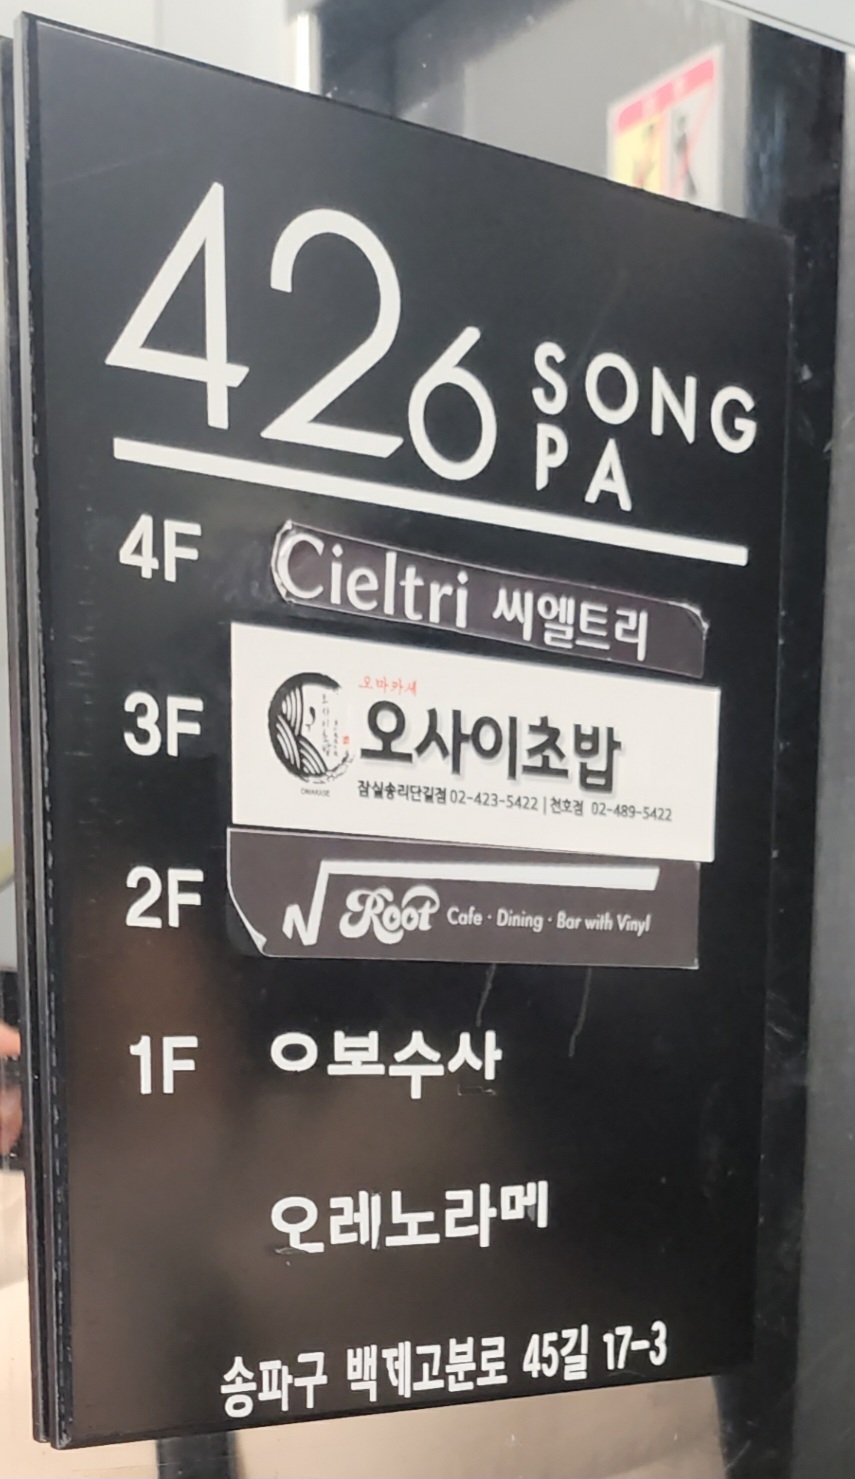 426 SONG
PA
4F Cieltri 씨엘트리
오마카세
3F 오사이초밥
잠실송리단길점 02-423-5422 | 천호점 02-489-5422
OMAKASE
2F √Root Cafe · Dining · Bar with Vinyl
1F ㅇ보수사
오레노라메
송파구 백제고분로 45길 17-3